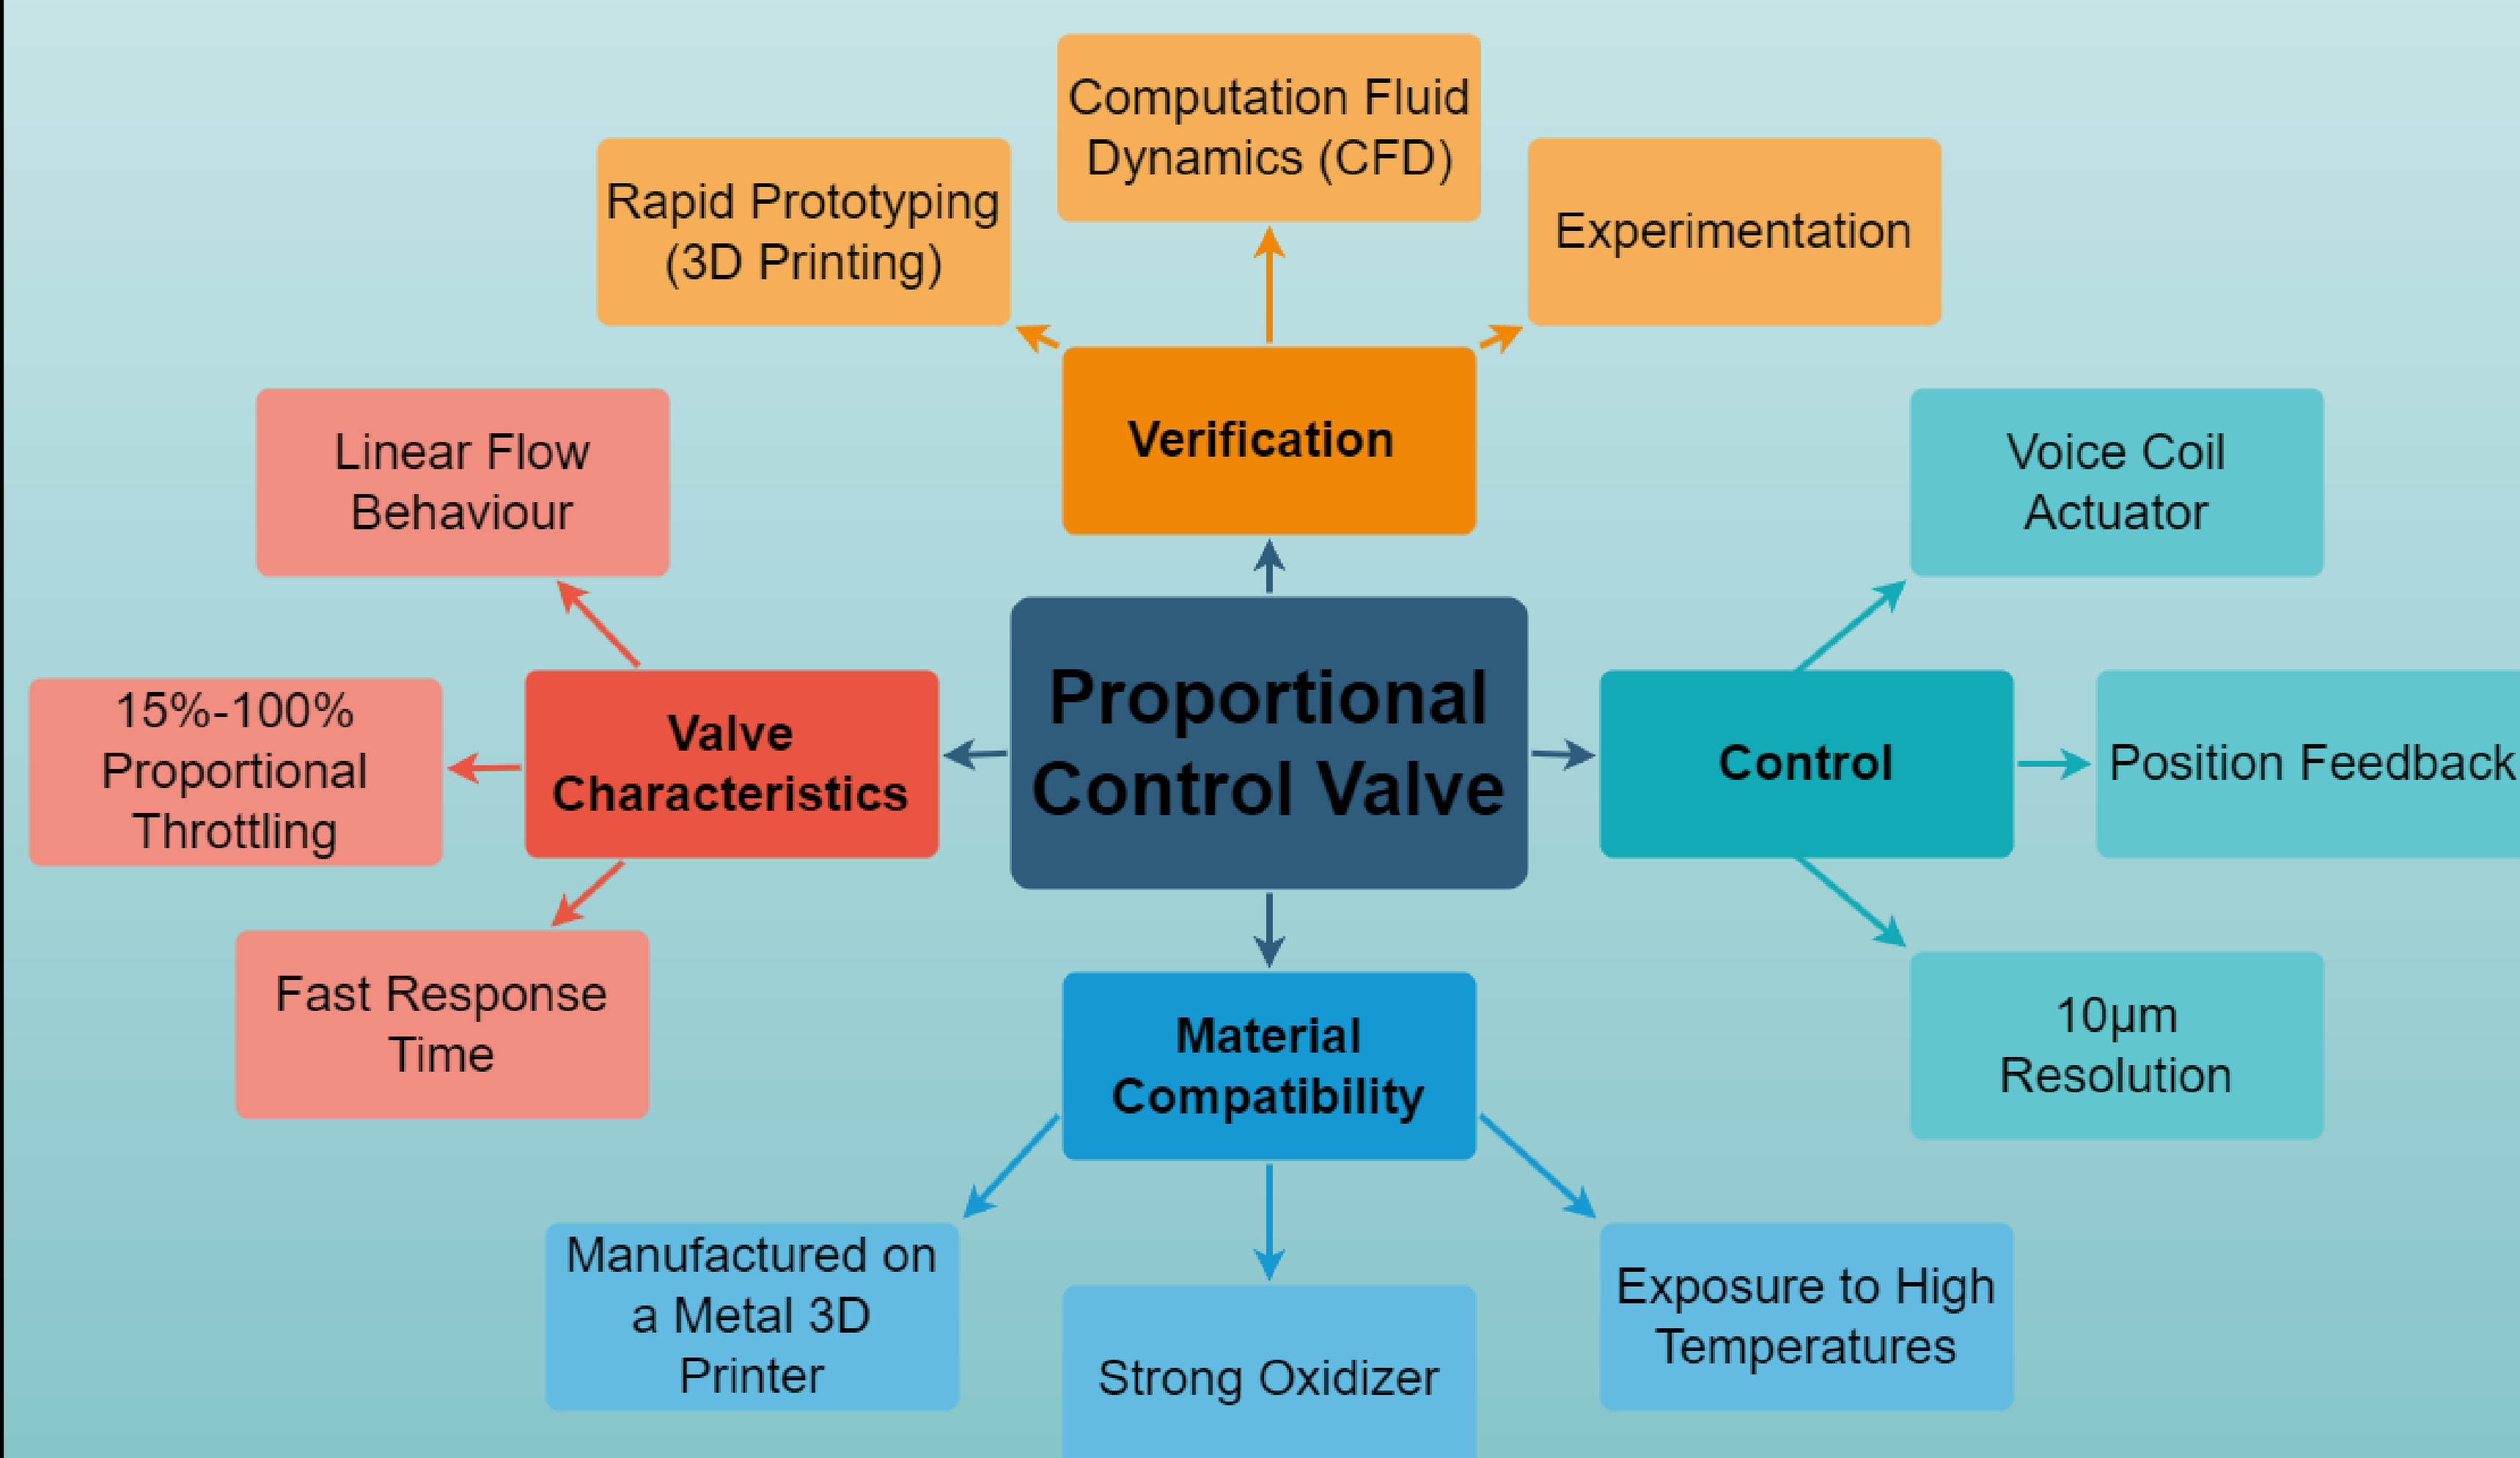 Computation Fluid
Dynamics (CFD)
Rapid Prototyping
(3D Printing)
Experimentation
Verification
Linear Flow
Behaviour
Voice Coil
Actuator
15%-100%
Proportional
Throttling
Valve
Characteristics
Proportional
Control Valve
Control
Position Feedback
Fast Response
Time
Material
Compatibility
10µm
Resolution
Manufactured on
a Metal 3D
Printer
Strong Oxidizer
Exposure to High
Temperatures